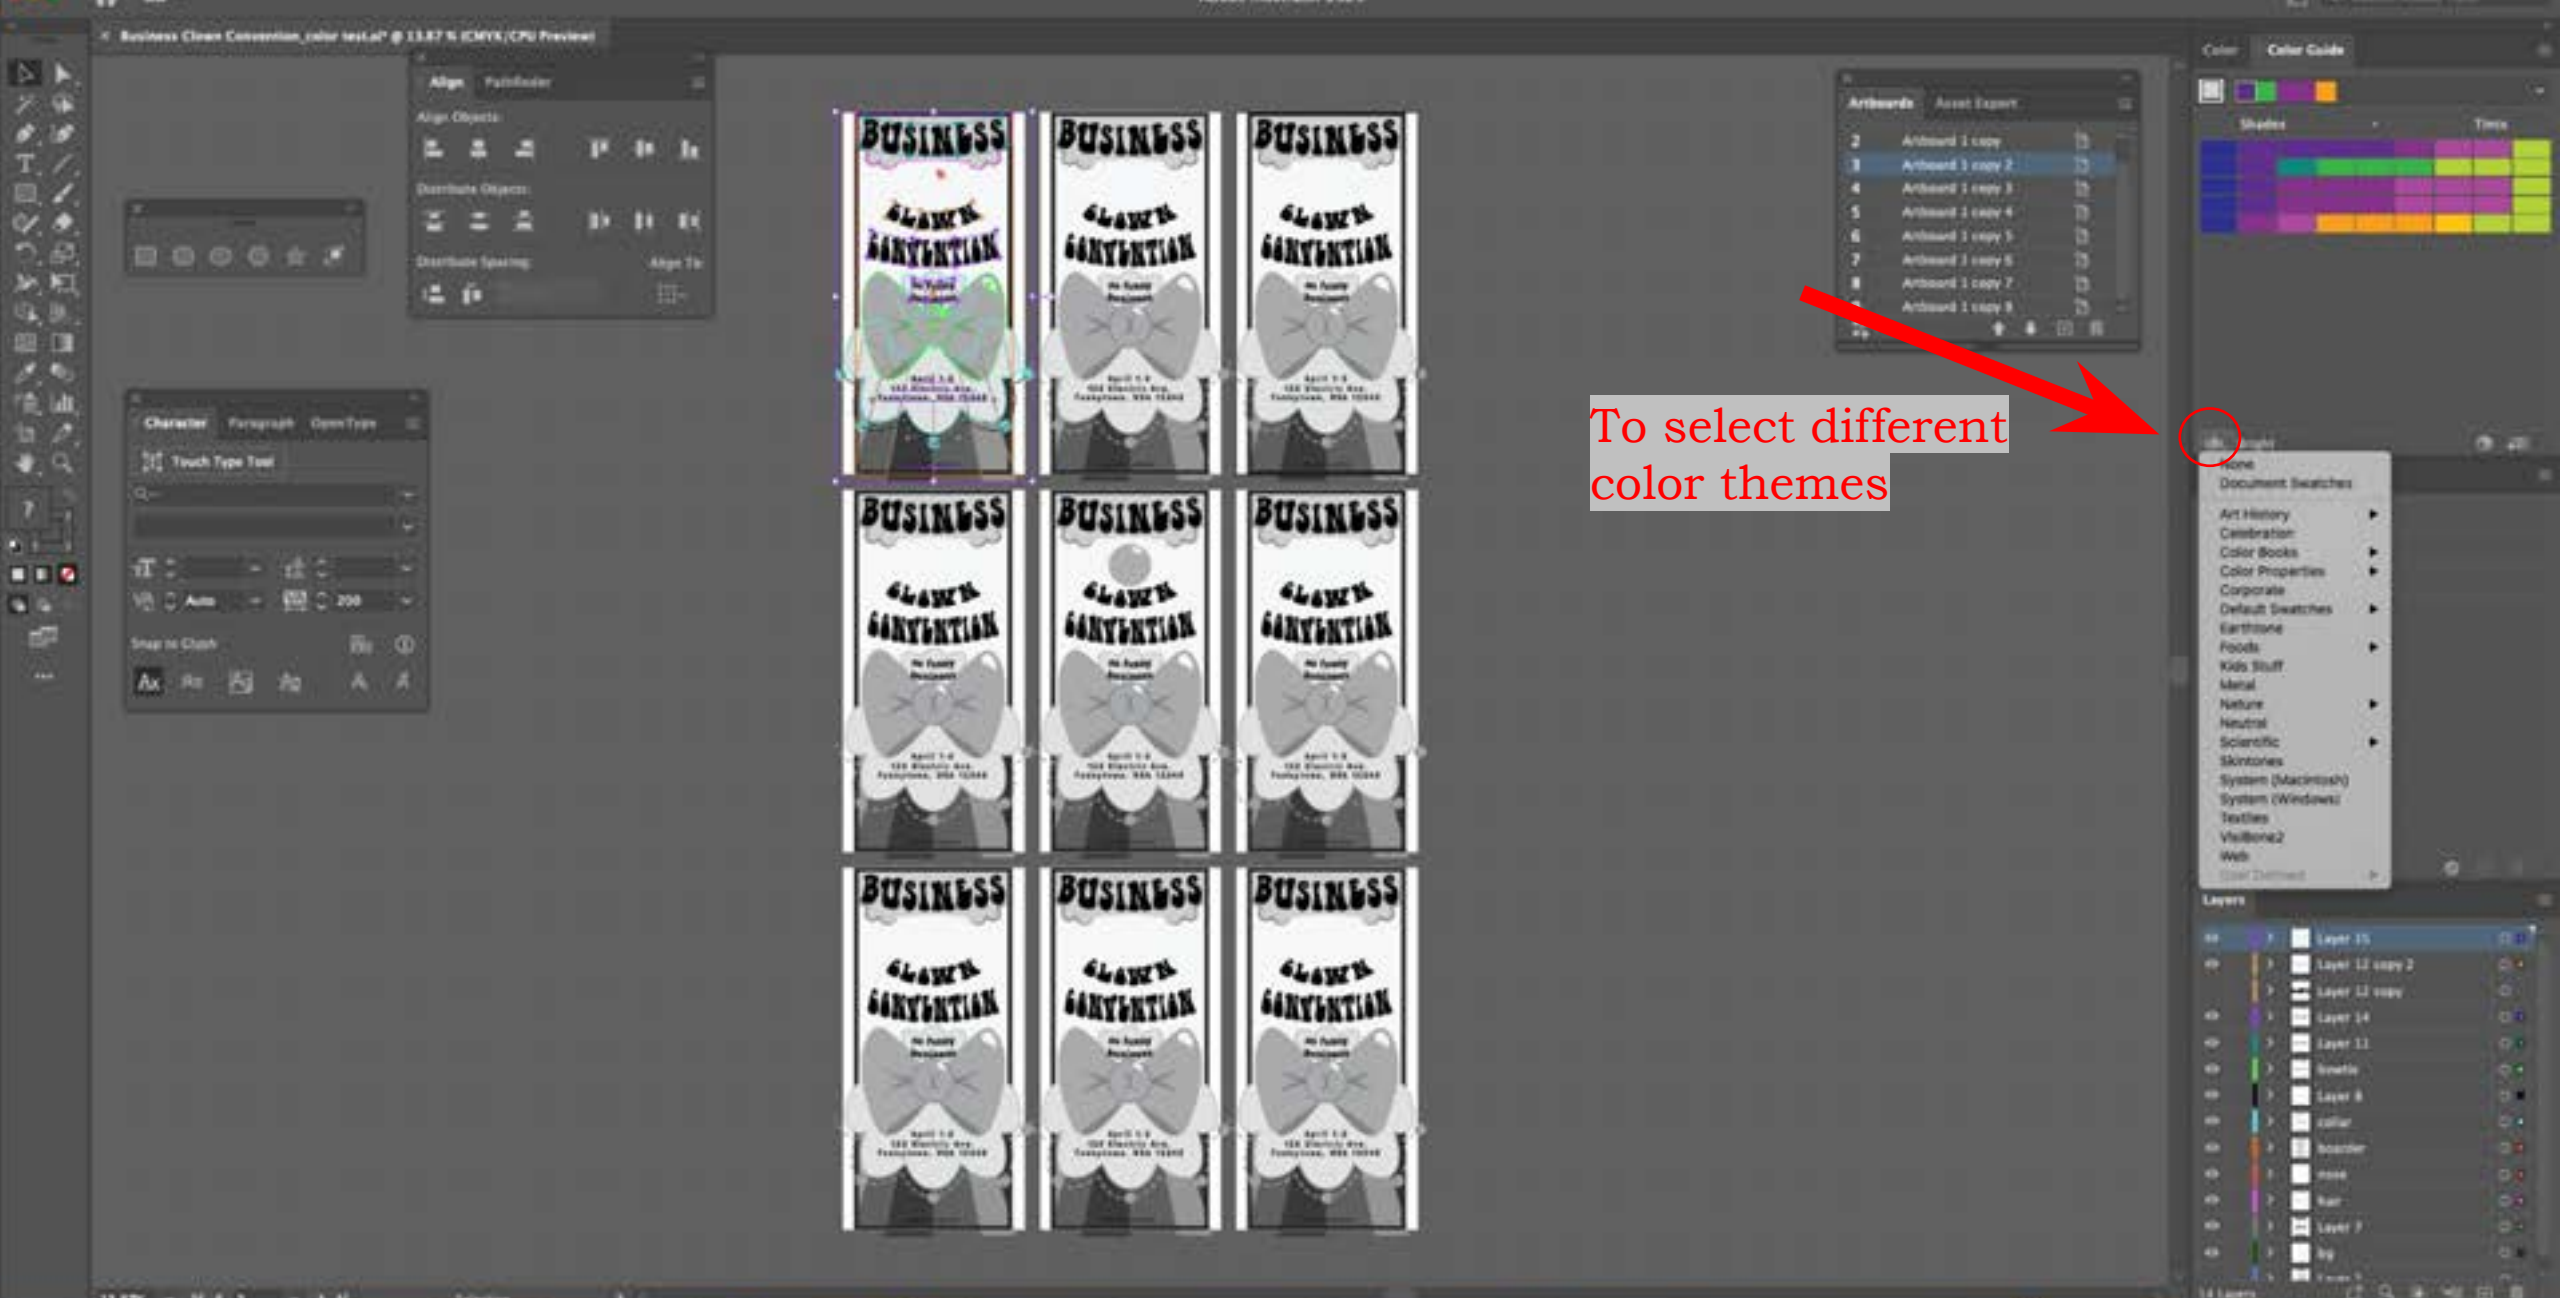 Business Clown Convention_color test.ai* @ 13.87 % (CMYK/CPU Preview)
Color
Color Guide
Shades
Tints
Align
Pathfinder
Align Objects:
Distribute Objects:
Distribute Spacing:
Align To:
Artboards
Asset Export
2 Artboard 1 copy
3 Artboard 1 copy 2
4 Artboard 1 copy 3
5 Artboard 1 copy 4
6 Artboard 1 copy 5
7 Artboard 1 copy 6
8 Artboard 1 copy 7
Artboard 1 copy 8
Character
Paragraph
OpenType
Touch Type Tool
Auto
200
Snap to Glyph
BUSINESS
CLOWN
CONVENTION
BUSINESS
CLOWN
CONVENTION
BUSINESS
CLOWN
CONVENTION
BUSINESS
CLOWN
CONVENTION
BUSINESS
CLOWN
CONVENTION
BUSINESS
CLOWN
CONVENTION
BUSINESS
CLOWN
CONVENTION
BUSINESS
CLOWN
CONVENTION
BUSINESS
CLOWN
CONVENTION
To select different
color themes
None
Document Swatches
Art History
Celebration
Color Books
Color Properties
Corporate
Default Swatches
Earthtone
Foods
Kids Stuff
Metal
Nature
Neutral
Scientific
Skintones
System (Macintosh)
System (Windows)
Textiles
VisiBone2
Web
User Defined
Layers
Layer 15
Layer 12 copy 2
Layer 12 copy
Layer 14
Layer 11
bowtie
Layer 8
collar
boarder
nose
hair
Layer 7
bg
14 Layers